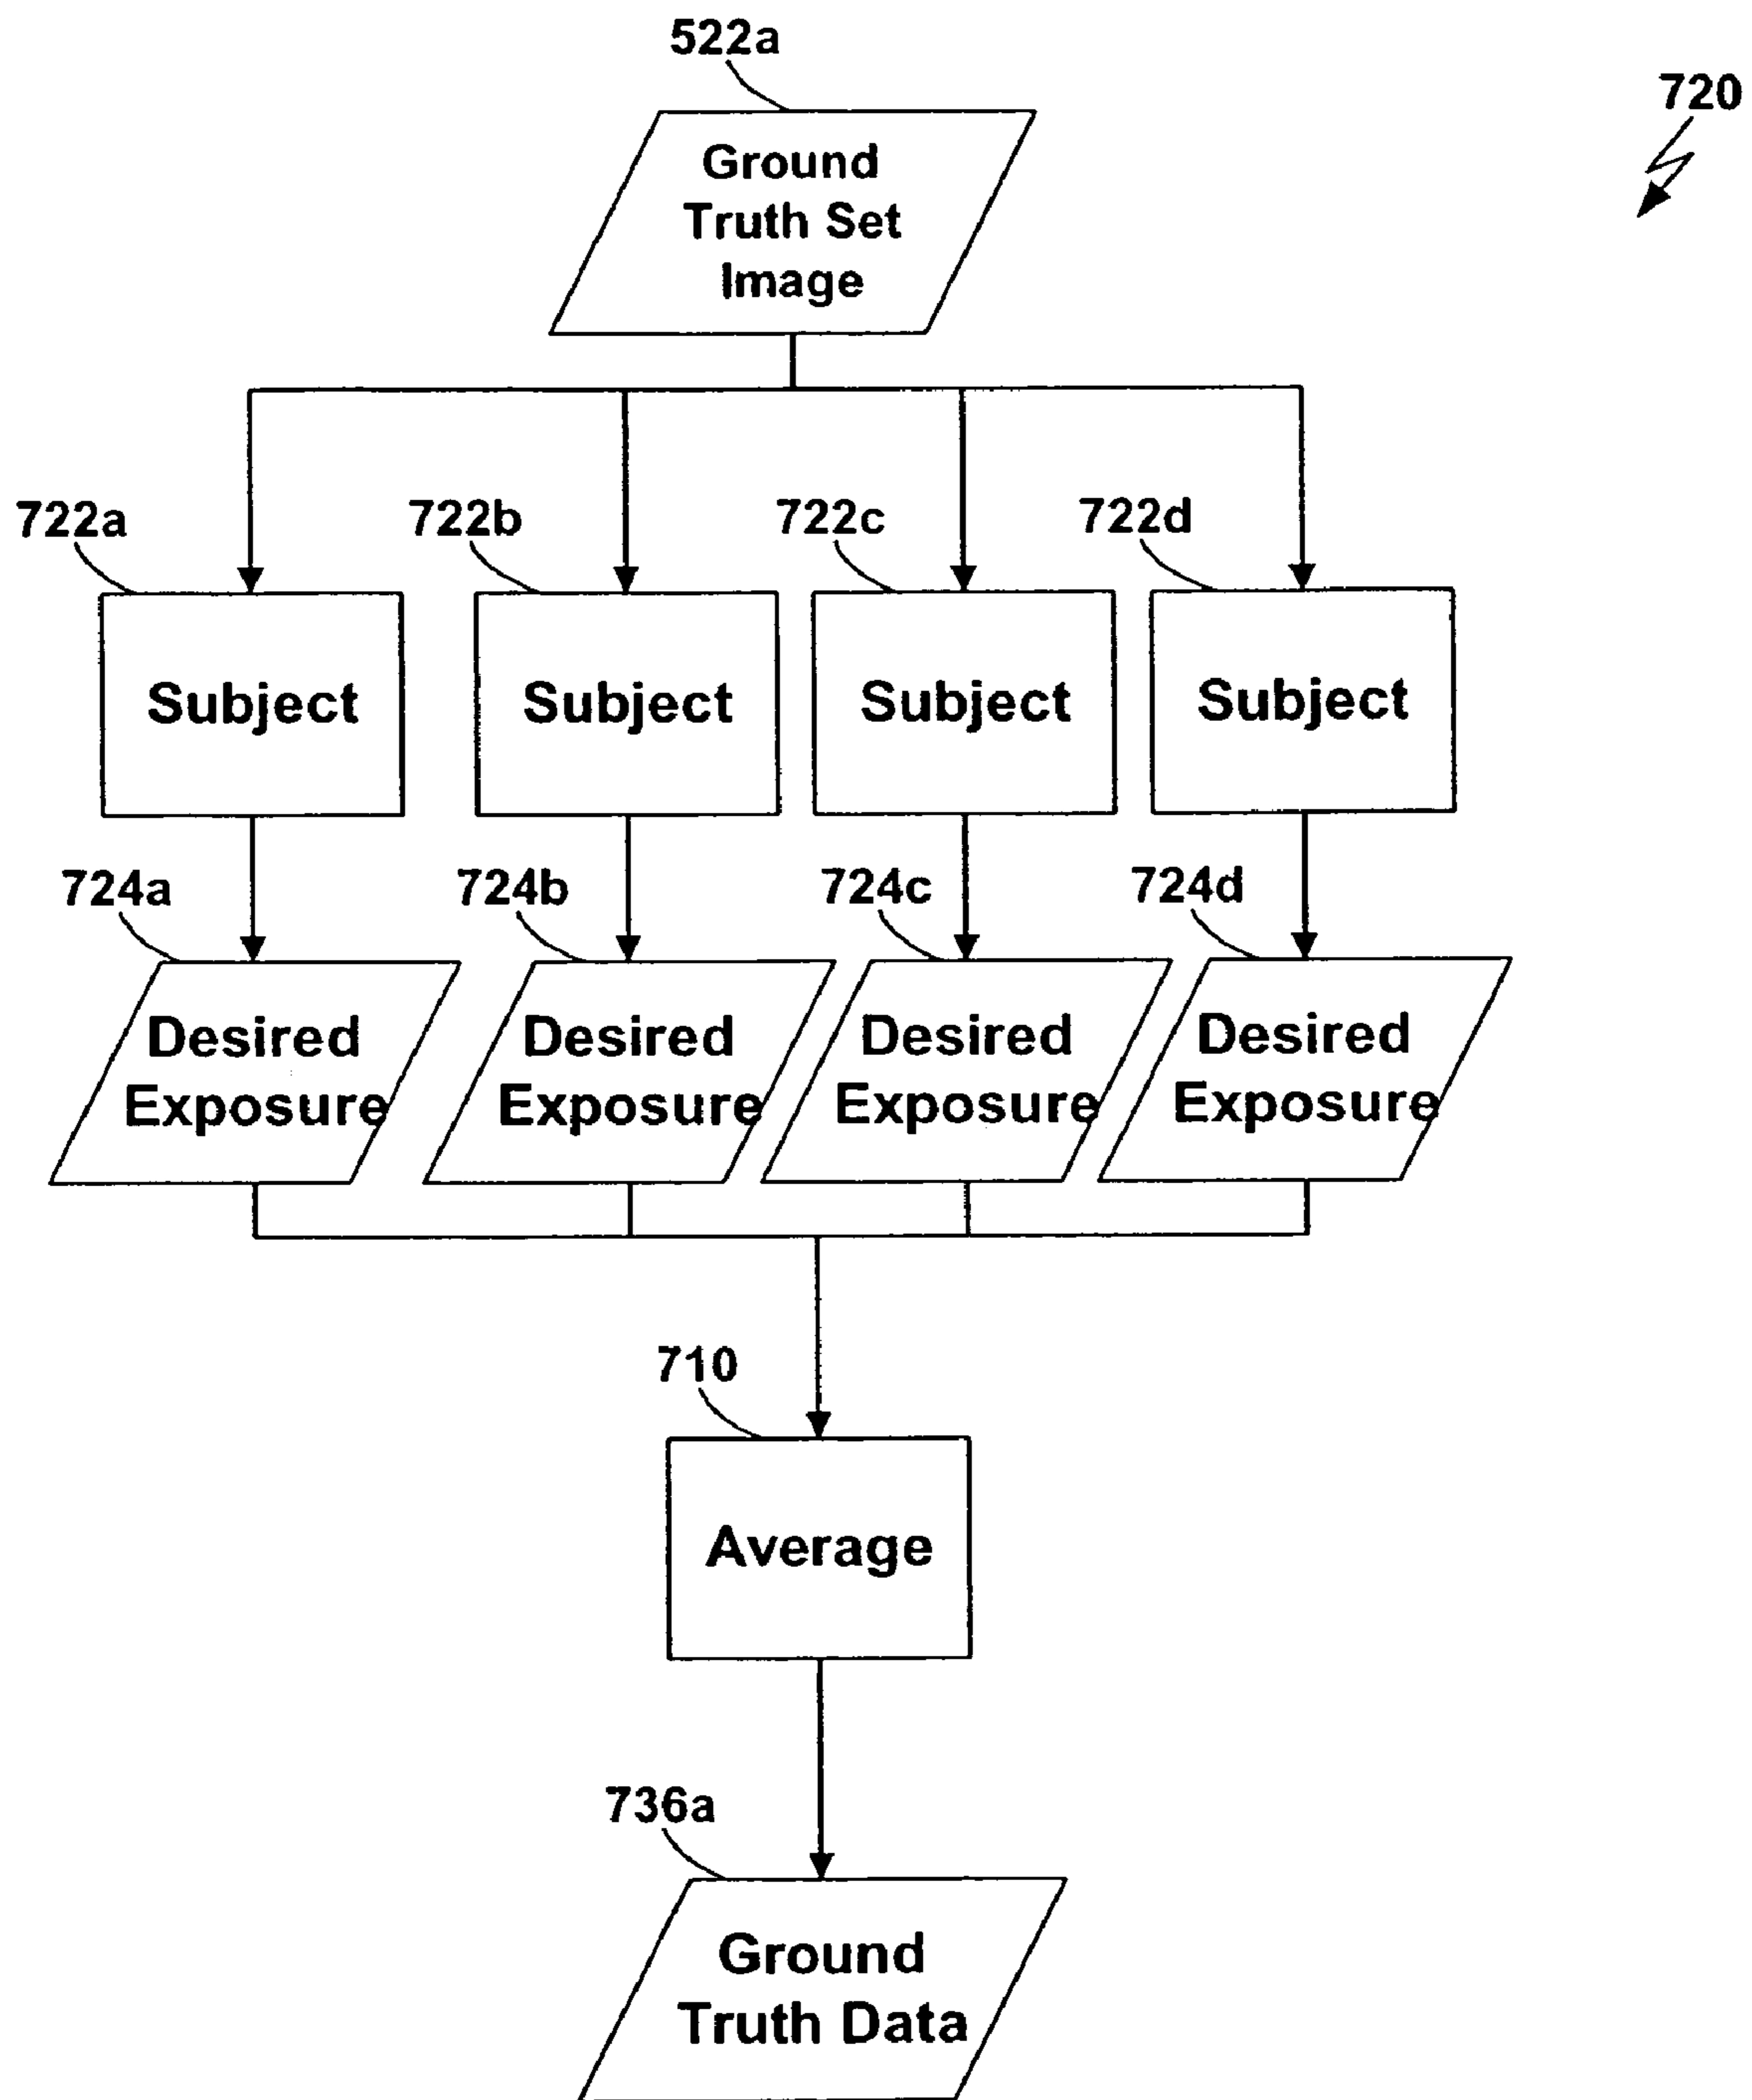 522a
720
Ground
Truth Set
Image
722a
722b
722c
722d
Subject
Subject
Subject
Subject
724a
724b
724c
724d
Desired
Exposure
Desired
Exposure
Desired
Exposure
Desired
Exposure
710
Average
736a
Ground
Truth Data